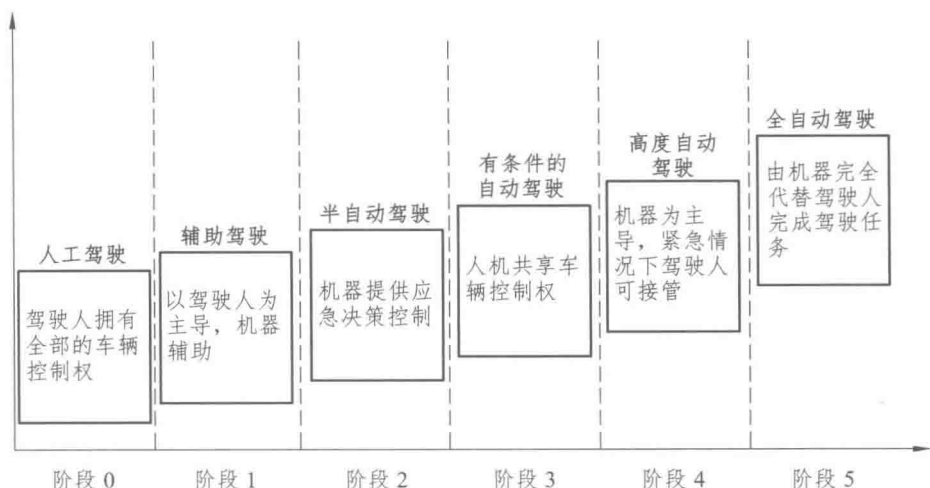 人工驾驶
驾驶人拥有
全部的车辆
控制权
辅助驾驶
以驾驶人为
主导，机器
辅助
半自动驾驶
机器提供应
急决策控制
有条件的
自动驾驶
人机共享车
辆控制权
高度自动
驾驶
机器为主
导，紧急情
况下驾驶人
可接管
全自动驾驶
由机器完全
代替驾驶人
完成驾驶任
务
阶段 0
阶段 1
阶段 2
阶段 3
阶段 4
阶段 5